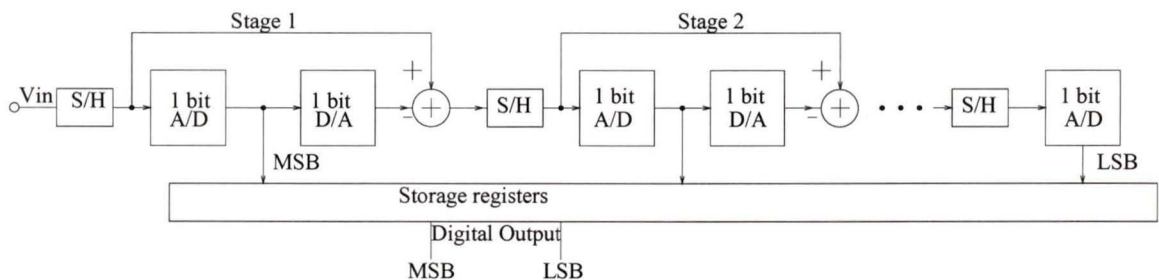 Stage 1
Stage 2
Vin
S/H
1 bit
A/D
1 bit
D/A
+
-
+
S/H
1 bit
A/D
1 bit
D/A
+
-
+
S/H
1 bit
A/D
MSB
LSB
Storage registers
Digital Output
MSB
LSB